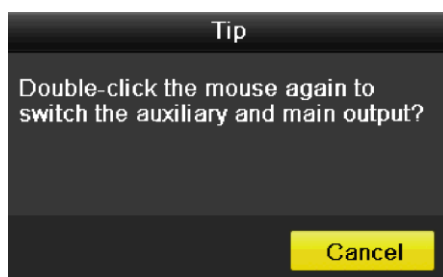 Tip
Double-click the mouse again to
switch the auxiliary and main output?
Cancel